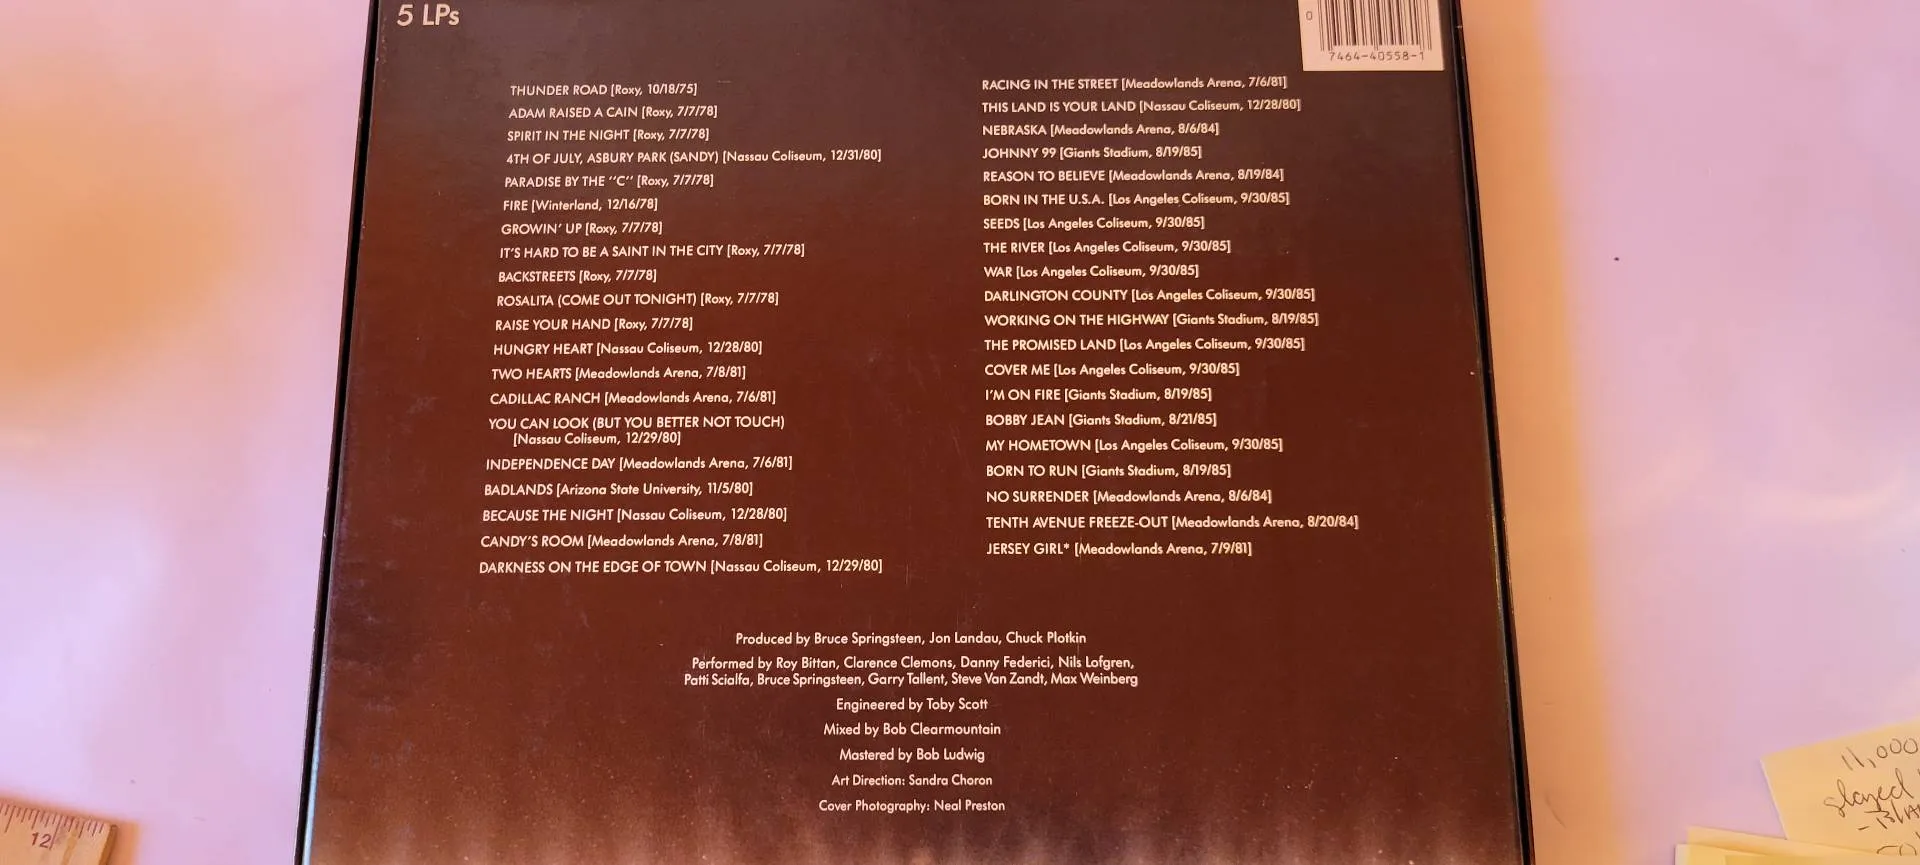 5 LPs
0
7464-40558-1
THUNDER ROAD [Roxy, 10/18/75]
ADAM RAISED A CAIN [Roxy, 7/7/78]
SPIRIT IN THE NIGHT [Roxy, 7/7/78]
4TH OF JULY, ASBURY PARK (SANDY) [Nassau Coliseum, 12/31/80]
PARADISE BY THE "C" [Roxy, 7/7/78]
FIRE [Winterland, 12/16/78]
GROWIN' UP [Roxy, 7/7/78]
IT'S HARD TO BE A SAINT IN THE CITY [Roxy, 7/7/78]
BACKSTREETS [Roxy, 7/7/78]
ROSALITA (COME OUT TONIGHT) [Roxy, 7/7/78]
RAISE YOUR HAND [Roxy, 7/7/78]
HUNGRY HEART [Nassau Coliseum, 12/28/80]
TWO HEARTS [Meadowlands Arena, 7/8/81]
CADILLAC RANCH [Meadowlands Arena, 7/6/81]
YOU CAN LOOK (BUT YOU BETTER NOT TOUCH)
[Nassau Coliseum, 12/29/80]
INDEPENDENCE DAY [Meadowlands Arena, 7/6/81]
BADLANDS [Arizona State University, 11/5/80]
BECAUSE THE NIGHT [Nassau Coliseum, 12/28/80]
CANDY'S ROOM [Meadowlands Arena, 7/8/81]
DARKNESS ON THE EDGE OF TOWN [Nassau Coliseum, 12/29/80]
RACING IN THE STREET [Meadowlands Arena, 7/6/81]
THIS LAND IS YOUR LAND [Nassau Coliseum, 12/28/80]
NEBRASKA [Meadowlands Arena, 8/6/84]
JOHNNY 99 [Giants Stadium, 8/19/85]
REASON TO BELIEVE [Meadowlands Arena, 8/19/84]
BORN IN THE U.S.A. [Los Angeles Coliseum, 9/30/85]
SEEDS [Los Angeles Coliseum, 9/30/85]
THE RIVER [Los Angeles Coliseum, 9/30/85]
WAR [Los Angeles Coliseum, 9/30/85]
DARLINGTON COUNTY [Los Angeles Coliseum, 9/30/85]
WORKING ON THE HIGHWAY [Giants Stadium, 8/19/85]
THE PROMISED LAND [Los Angeles Coliseum, 9/30/85]
COVER ME [Los Angeles Coliseum, 9/30/85]
I'M ON FIRE [Giants Stadium, 8/19/85]
BOBBY JEAN [Giants Stadium, 8/21/85]
MY HOMETOWN [Los Angeles Coliseum, 9/30/85]
BORN TO RUN [Giants Stadium, 8/19/85]
NO SURRENDER [Meadowlands Arena, 8/6/84]
TENTH AVENUE FREEZE-OUT [Meadowlands Arena, 8/20/84]
JERSEY GIRL* [Meadowlands Arena, 7/9/81]
Produced by Bruce Springsteen, Jon Landau, Chuck Plotkin
Performed by Roy Bittan, Clarence Clemons, Danny Federici, Nils Lofgren,
Patti Scialfa, Bruce Springsteen, Garry Tallent, Steve Van Zandt, Max Weinberg
Engineered by Toby Scott
Mixed by Bob Clearmountain
Mastered by Bob Ludwig
Art Direction: Sandra Choron
Cover Photography: Neal Preston
12
11,000
glazed